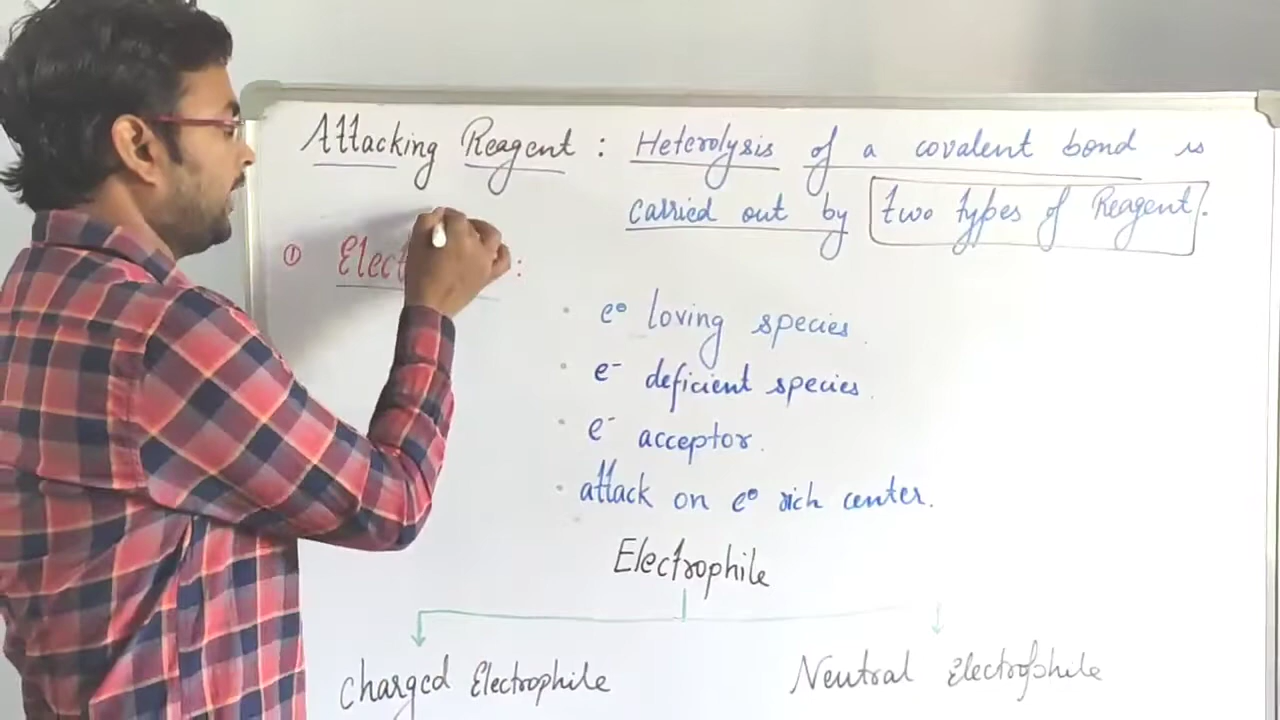 Attacking Reagent : Heterolysis of a covalent bond is
carried out by two types of Reagent.
① Elect :
• e⊖ loving species.
• e⁻ deficient species.
• e⁻ acceptor.
• attack on e⊖ rich center.
Electrophile
Charged Electrophile
Neutral Electrophile